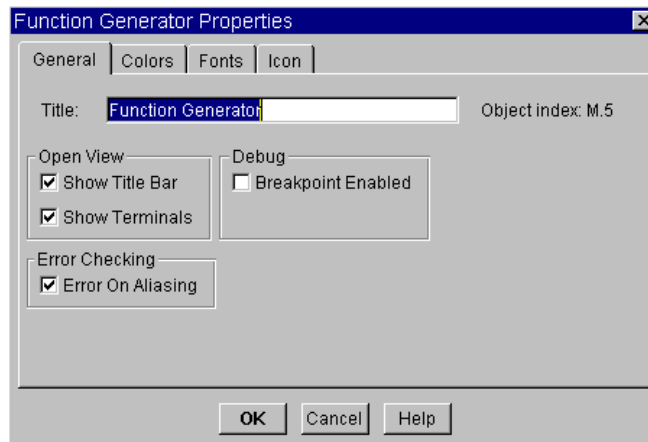 Function Generator Properties
General Colors Fonts Icon
Title: Function Generator Object index: M.5
Open View Debug
Show Title Bar Breakpoint Enabled
Show Terminals
Error Checking
Error On Aliasing
OK Cancel Help